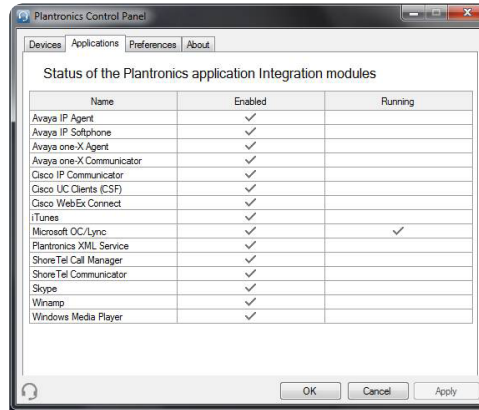 Plantronics Control Panel
Devices Applications Preferences About
Status of the Plantronics application Integration modules
Name Enabled Running
Avaya IP Agent
Avaya IP Softphone
Avaya one-X Agent
Avaya one-X Communicator
Cisco IP Communicator
Cisco UC Clients (CSF)
Cisco WebEx Connect
iTunes
Microsoft OC/Lync
Plantronics XML Service
ShoreTel Call Manager
ShoreTel Communicator
Skype
Winamp
Windows Media Player
OK Cancel Apply